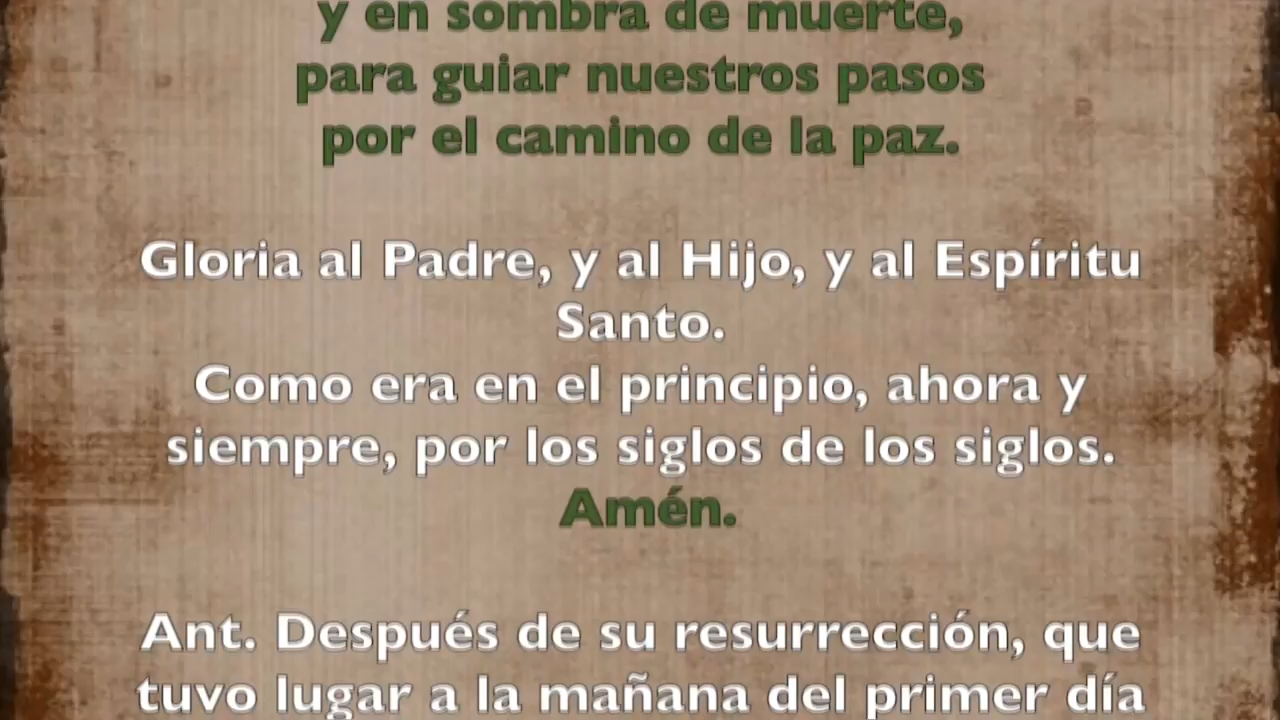 y en sombra de muerte,
para guiar nuestros pasos
por el camino de la paz.
Gloria al Padre, y al Hijo, y al Espíritu
Santo.
Como era en el principio, ahora y
siempre, por los siglos de los siglos.
Amén.
Ant. Después de su resurrección, que
tuvo lugar a la mañana del primer día